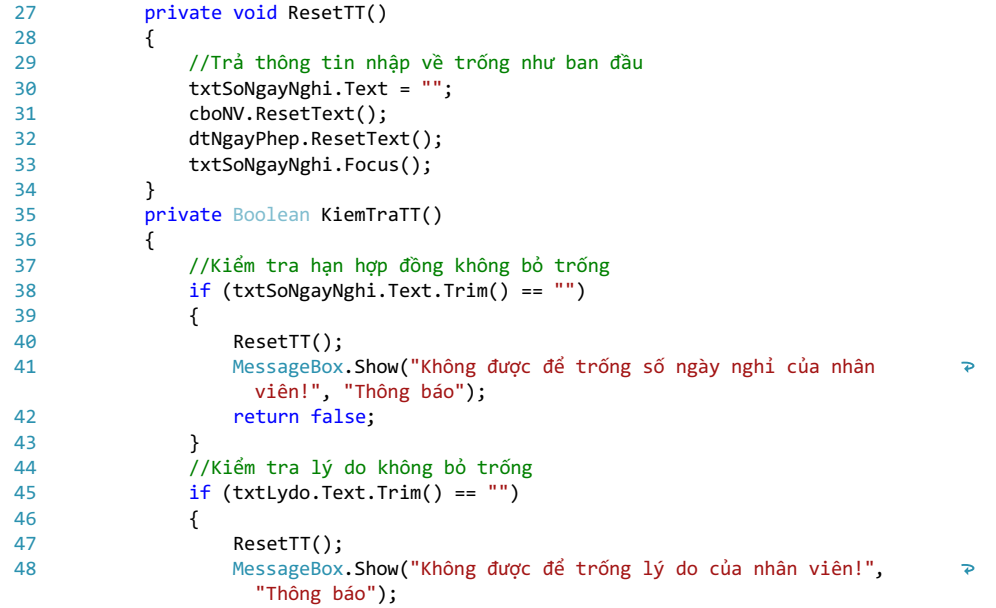 27 private void ResetTT()
28 {
29 //Trả thông tin nhập về trống như ban đầu
30 txtSoNgayNghi.Text = "";
31 cboNV.ResetText();
32 dtNgayPhep.ResetText();
33 txtSoNgayNghi.Focus();
34 }
35 private Boolean KiemTraTT()
36 {
37 //Kiểm tra hạn hợp đồng không bỏ trống
38 if (txtSoNgayNghi.Text.Trim() == "")
39 {
40 ResetTT();
41 MessageBox.Show("Không được để trống số ngày nghỉ của nhân
viên!", "Thông báo");
42 return false;
43 }
44 //Kiểm tra lý do không bỏ trống
45 if (txtLydo.Text.Trim() == "")
46 {
47 ResetTT();
48 MessageBox.Show("Không được để trống lý do của nhân viên!",
"Thông báo");